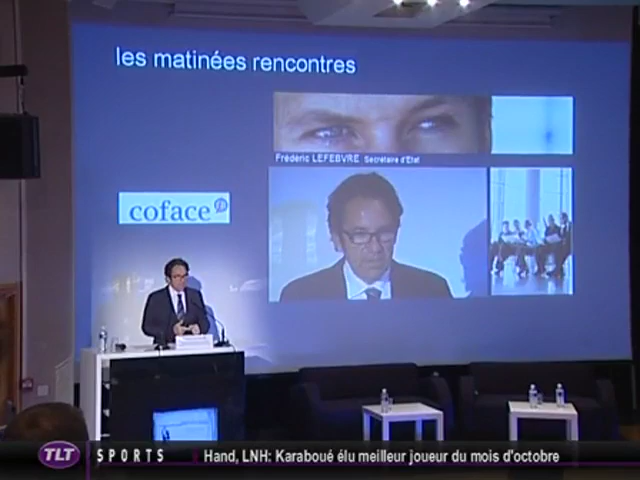 les matinées rencontres
Frédéric LEFEBVRE Secrétaire d'Etat
coface
TLT SPORTS Hand, LNH: Karaboué élu meilleur joueur du mois d'octobre